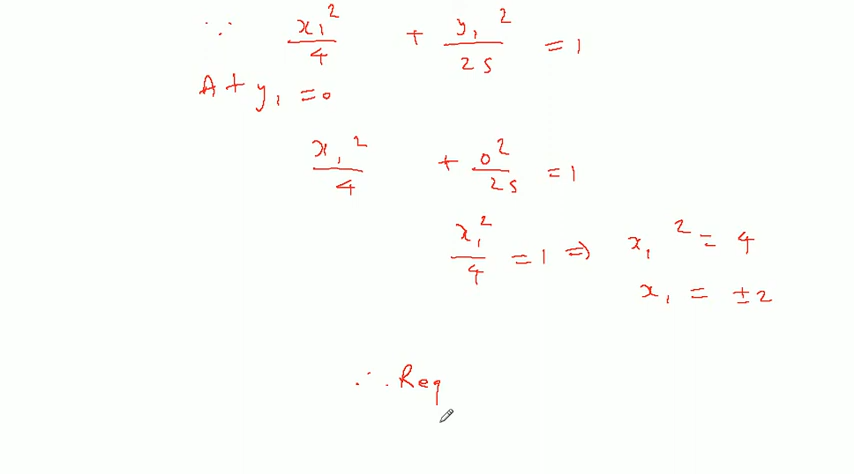 ∵ x₁²/4 + y₁²/25 = 1
At y₁ = 0
x₁²/4 + 0²/25 = 1
x₁²/4 = 1 ⇒ x₁² = 4
x₁ = ±2
∴ Req